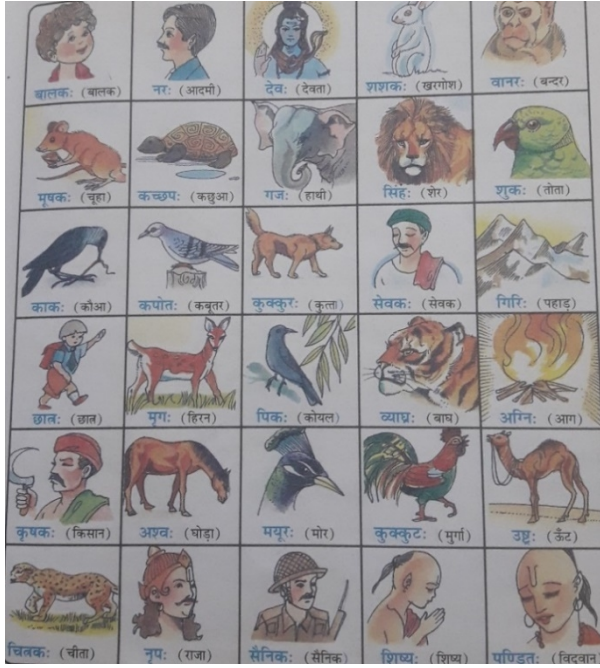 बालकः (बालक) नरः (आदमी) देवः (देवता) शशकः (खरगोश) वानरः (बन्दर)
मूषकः (चूहा) कच्छपः (कछुआ) गजः (हाथी) सिंहः (शेर) शुकः (तोता)
काकः (कौआ) कपोतः (कबूतर) कुक्कुरः (कुत्ता) सेवकः (सेवक) गिरिः (पहाड़)
छात्रः (छात्र) मृगः (हिरन) पिकः (कोयल) व्याघ्रः (बाघ) अग्निः (आग)
कृषकः (किसान) अश्वः (घोड़ा) मयूरः (मोर) कुक्कुटः (मुर्गा) उष्ट्रः (ऊँट)
चित्रकः (चीता) नृपः (राजा) सैनिकः (सैनिक) शिष्यः (शिष्य) पण्डितः (विद्वान)